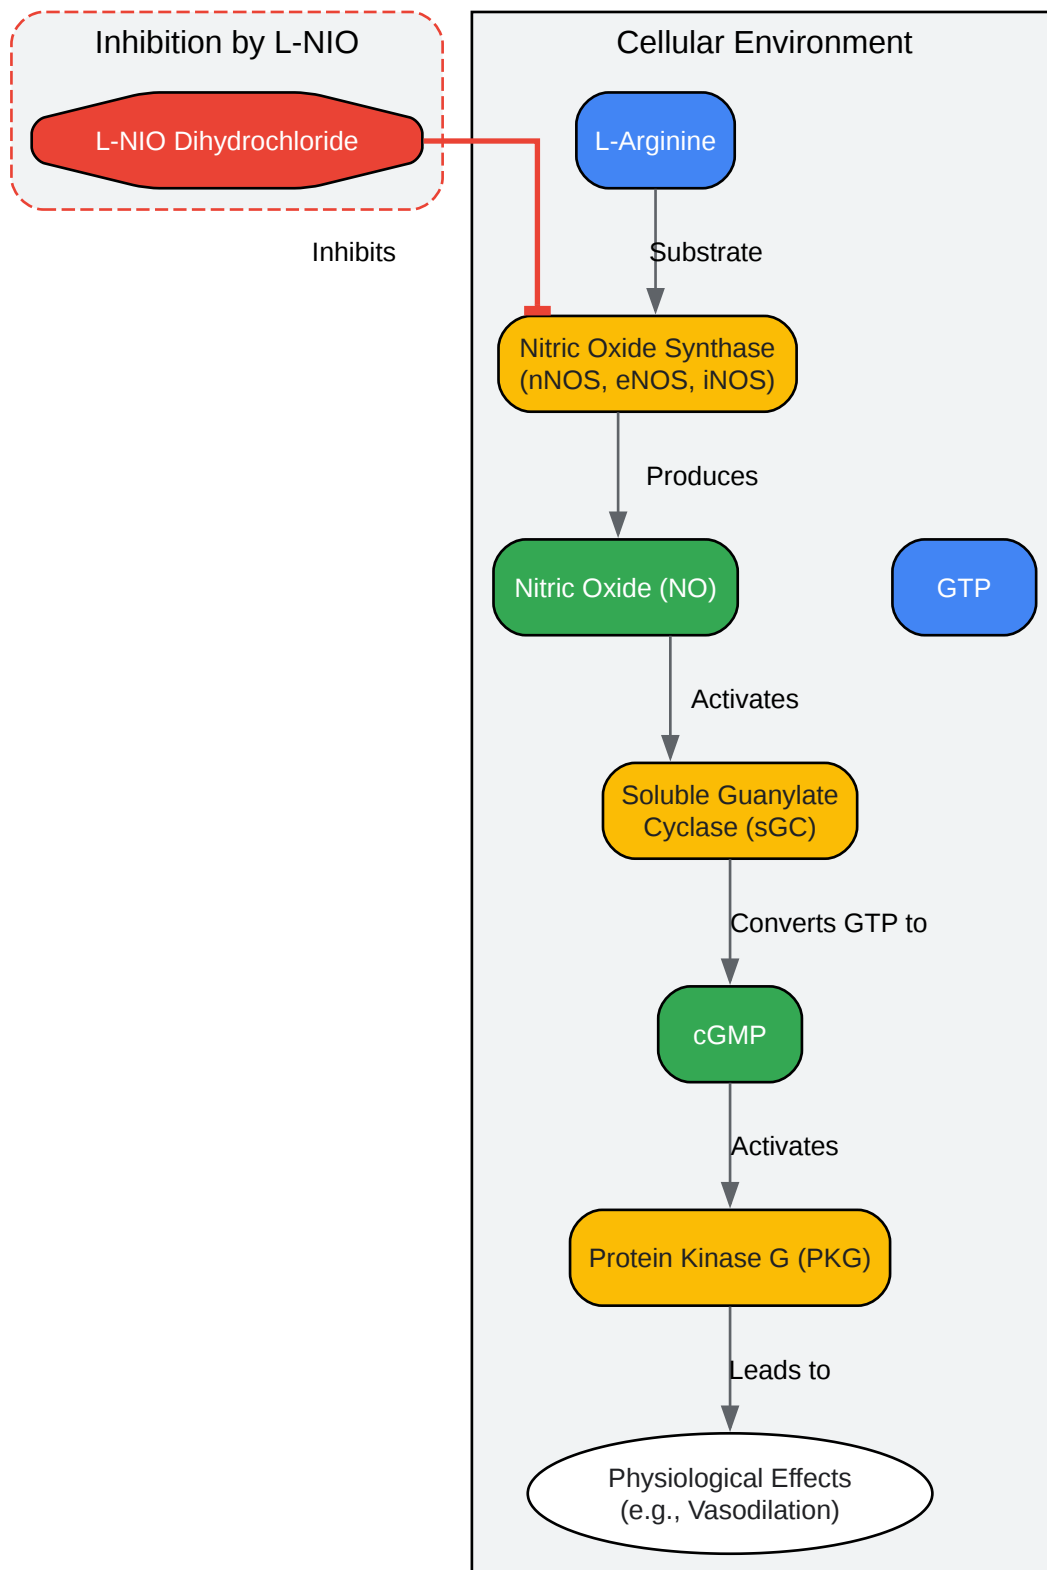 Inhibition by L-NIO
Cellular Environment
L-NIO Dihydrochloride
L-Arginine
Inhibits
Substrate
Nitric Oxide Synthase
(nNOS, eNOS, iNOS)
Produces
Nitric Oxide (NO)
GTP
Activates
Soluble Guanylate
Cyclase (sGC)
Converts GTP to
cGMP
Activates
Protein Kinase G (PKG)
Leads to
Physiological Effects
(e.g., Vasodilation)